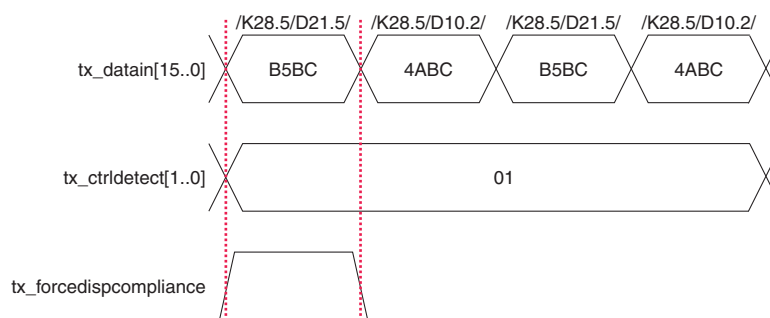 /K28.5/D21.5/ /K28.5/D10.2/ /K28.5/D21.5/ /K28.5/D10.2/
tx_datain[15..0] B5BC 4ABC B5BC 4ABC
tx_ctrldetect[1..0] 01
tx_forcedispcompliance